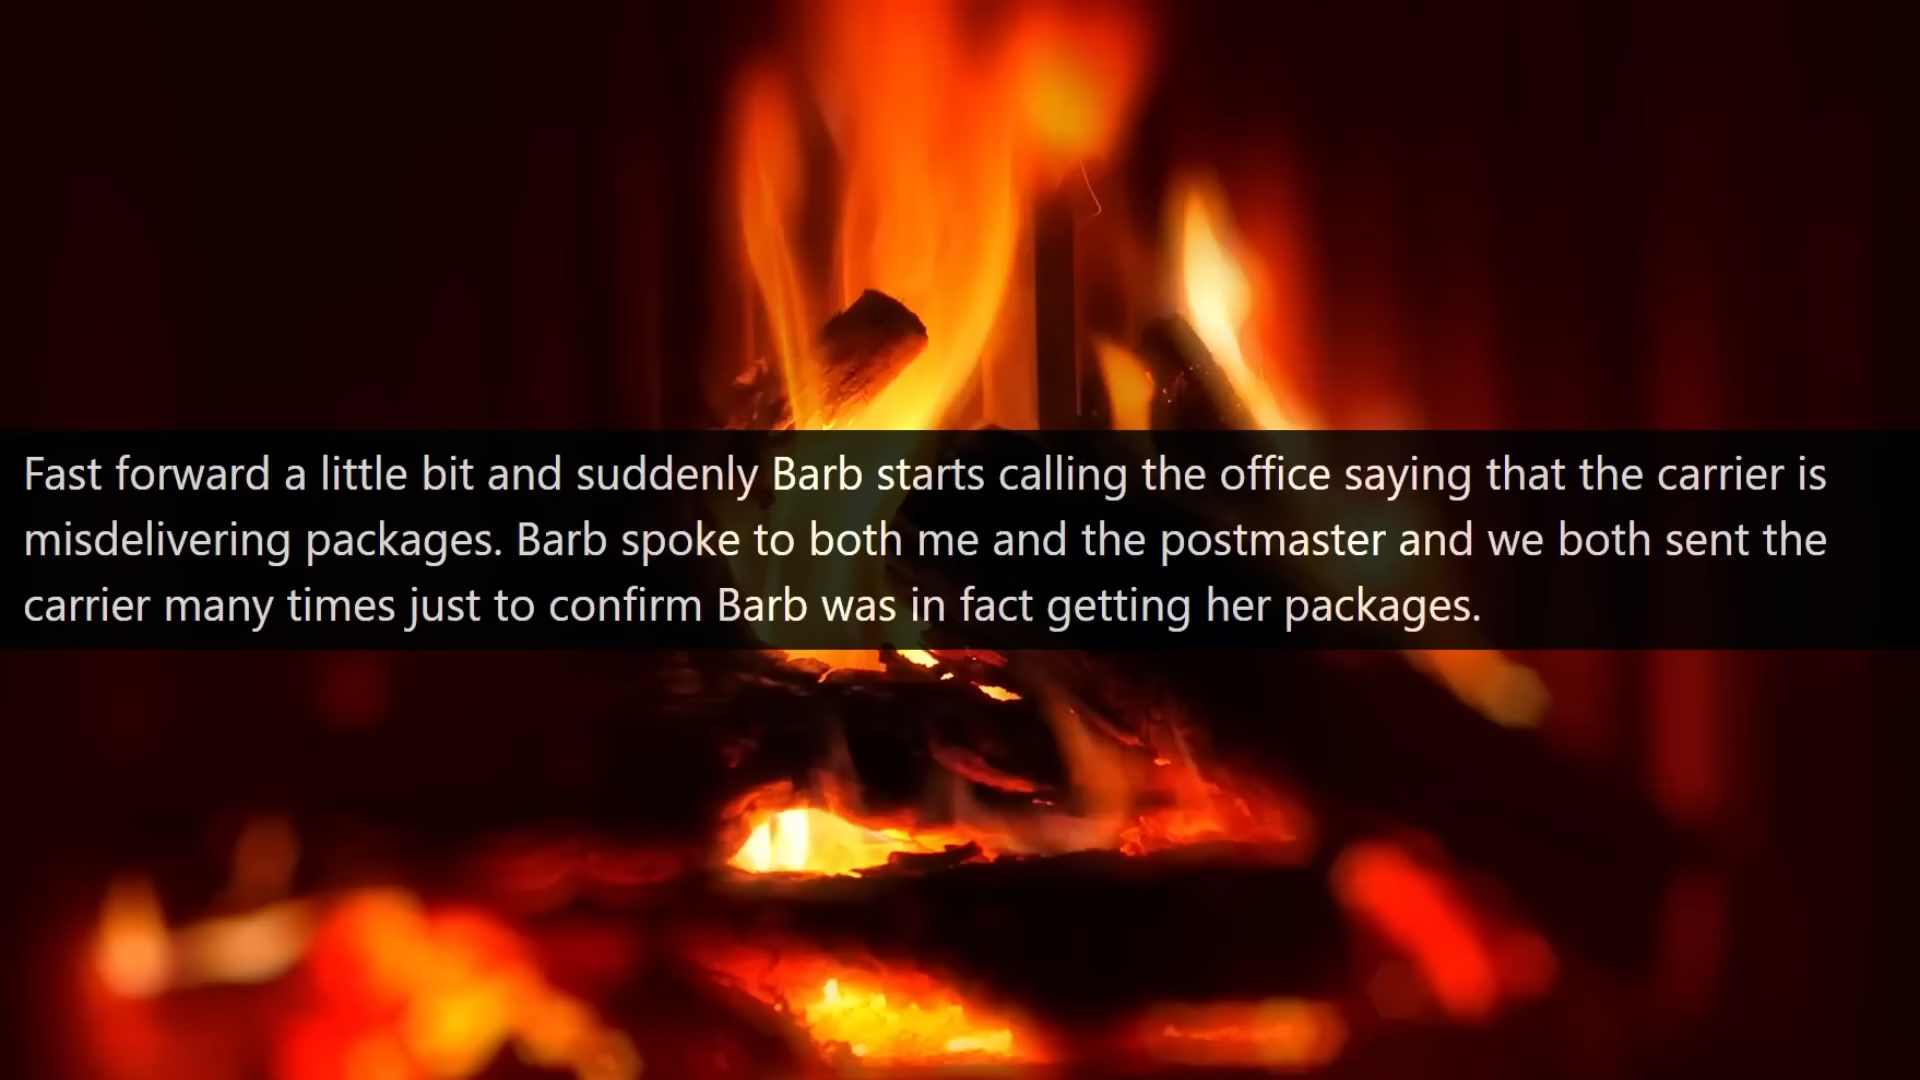 Fast forward a little bit and suddenly Barb starts calling the office saying that the carrier is
misdelivering packages. Barb spoke to both me and the postmaster and we both sent the
carrier many times just to confirm Barb was in fact getting her packages.